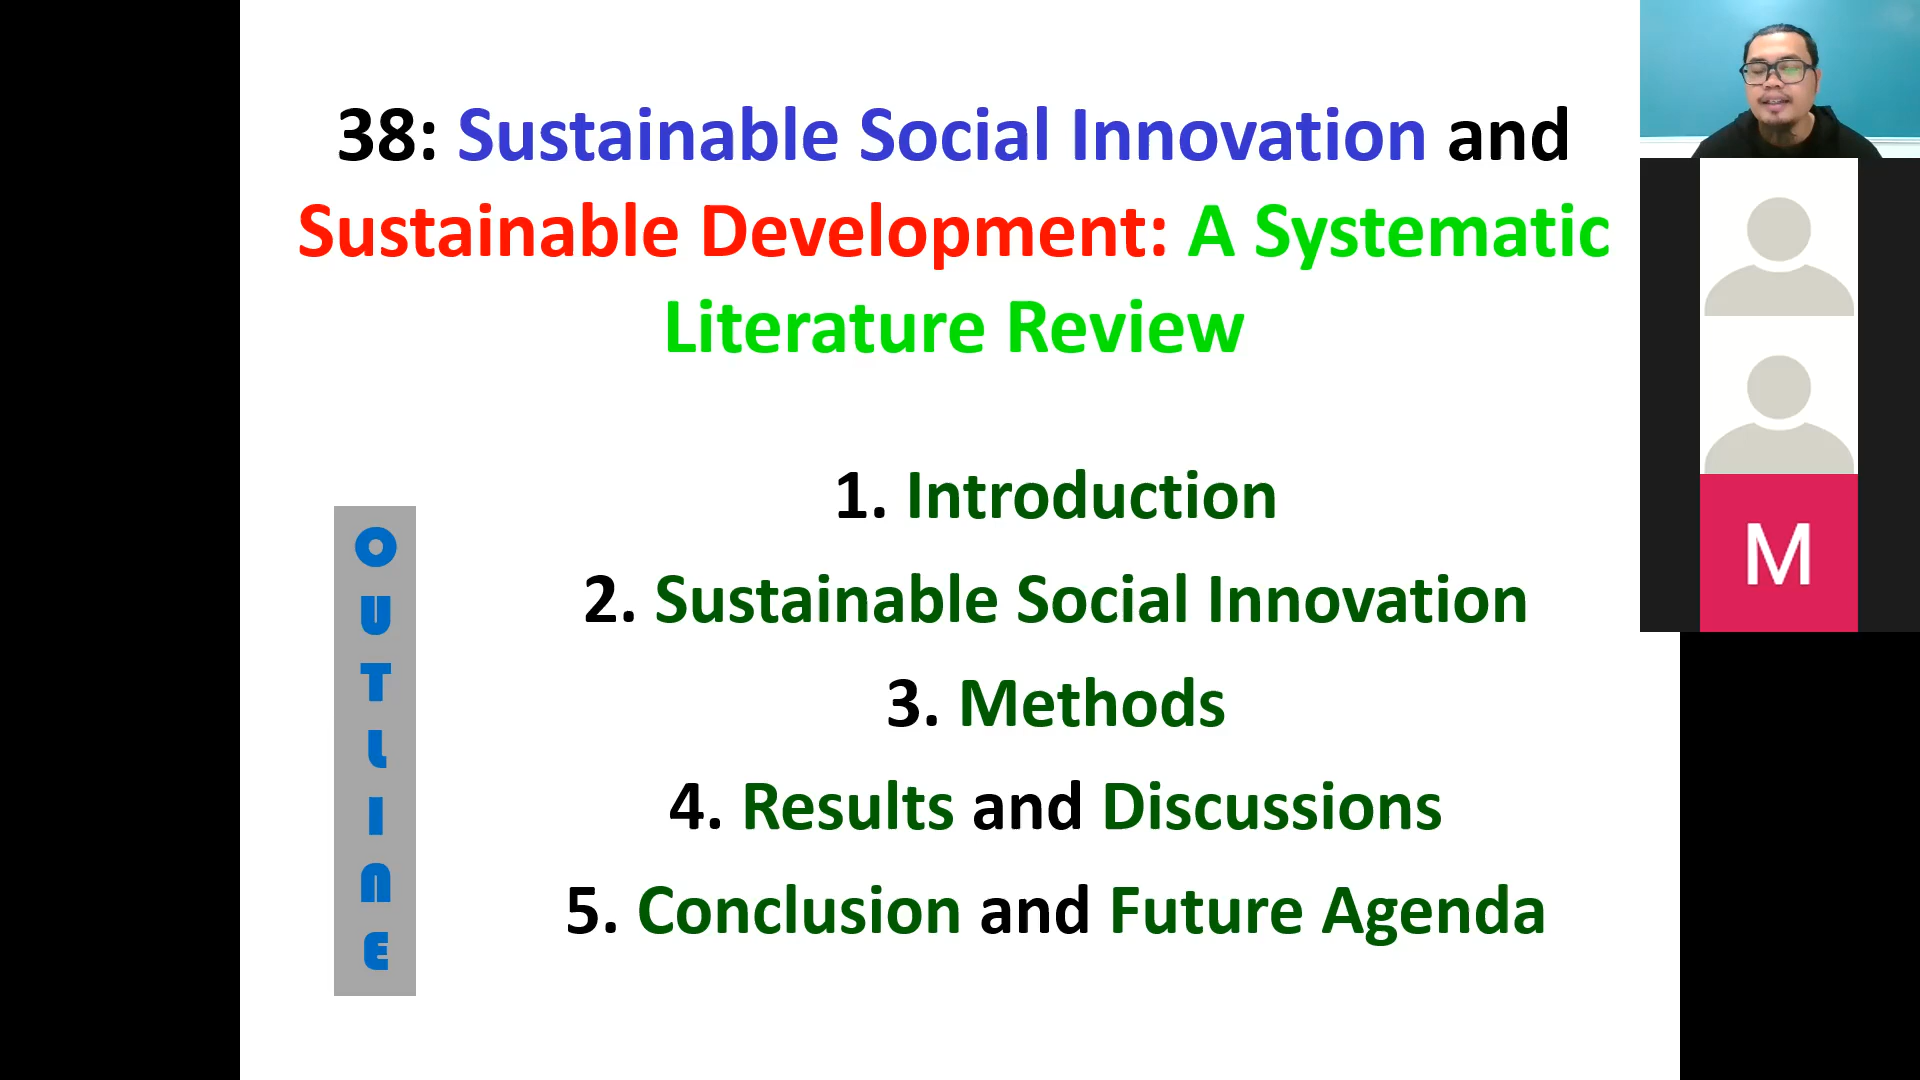 38: Sustainable Social Innovation and
Sustainable Development: A Systematic
Literature Review
OUTLINE
1. Introduction
2. Sustainable Social Innovation
3. Methods
4. Results and Discussions
5. Conclusion and Future Agenda
M